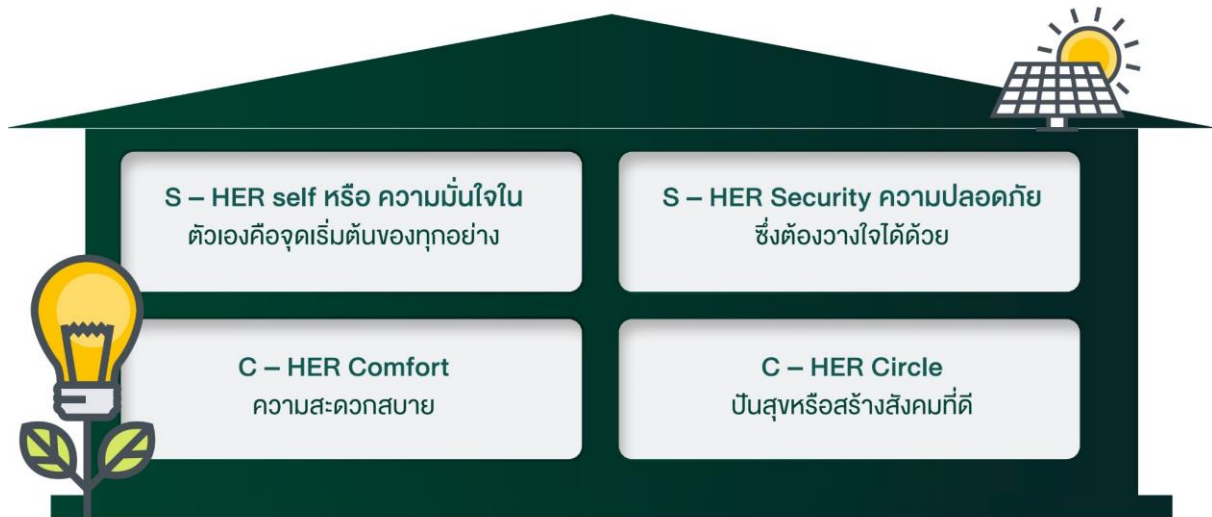 S – HER self หรือ ความมั่นใจใน
ตัวเองคือจุดเริ่มต้นของทุกอย่าง
S – HER Security ความปลอดภัย
ซึ่งต้องวางใจได้ด้วย
C – HER Comfort
ความสะดวกสบาย
C – HER Circle
ปันสุขหรือสร้างสังคมที่ดี